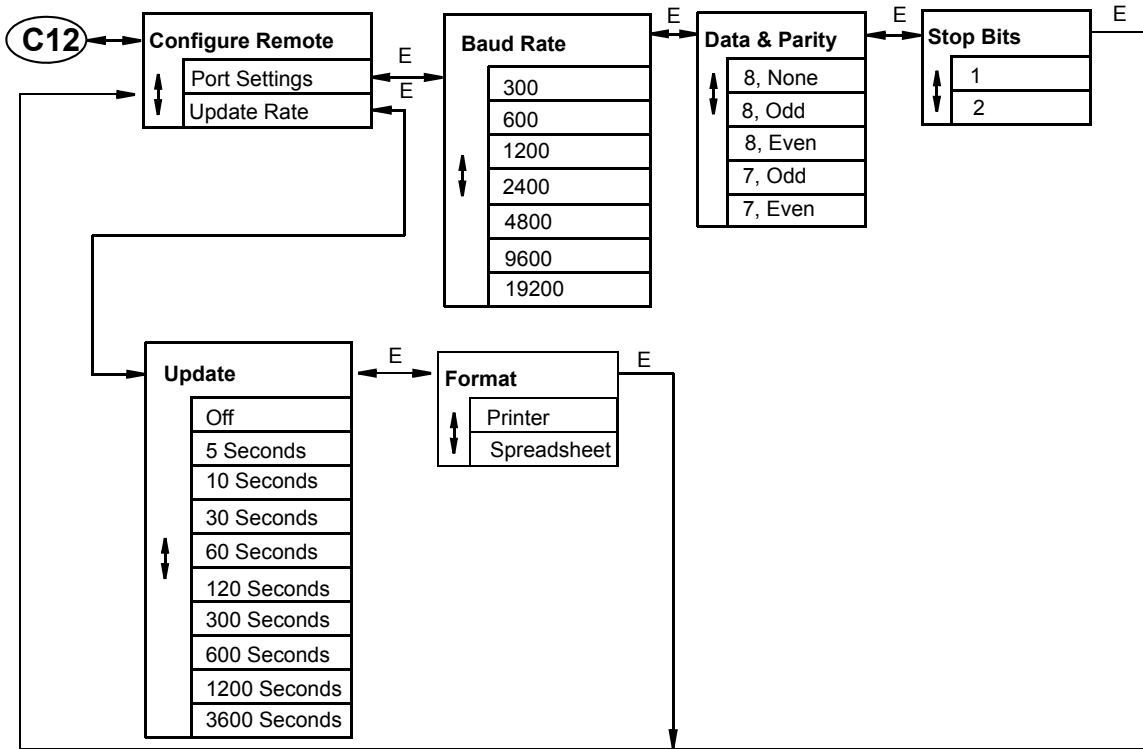 C12
Configure Remote
Port Settings
Update Rate
E
E
Baud Rate
300
600
1200
2400
4800
9600
19200
E
Data & Parity
8, None
8, Odd
8, Even
7, Odd
7, Even
E
Stop Bits
1
2
E
Update
Off
5 Seconds
10 Seconds
30 Seconds
60 Seconds
120 Seconds
300 Seconds
600 Seconds
1200 Seconds
3600 Seconds
E
Format
Printer
Spreadsheet
E